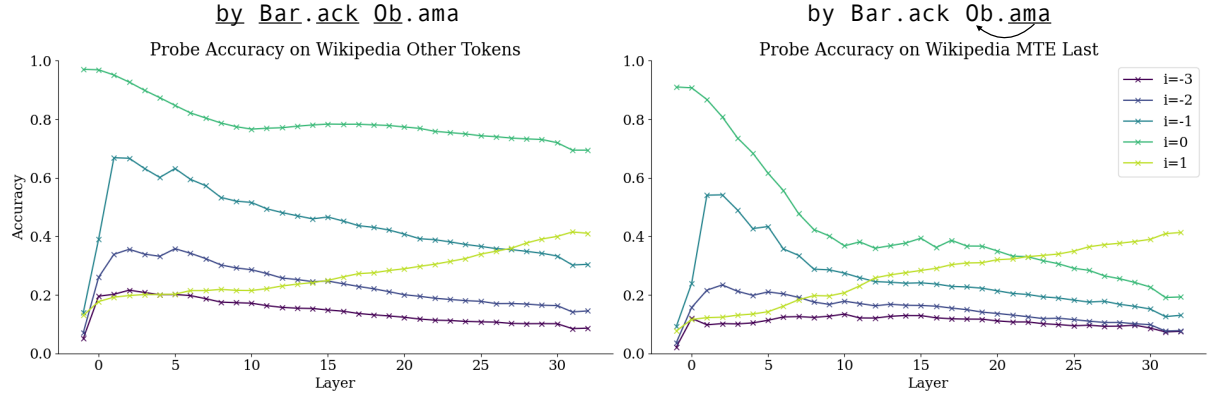 by Bar.ack Ob.ama
Probe Accuracy on Wikipedia Other Tokens
1.0
0.8
0.6
0.4
0.2
0.0
Accuracy
0
5
10
15
20
25
30
Layer
by Bar.ack Ob.ama
Probe Accuracy on Wikipedia MTE Last
1.0
0.8
0.6
0.4
0.2
0.0
i=-3
i=-2
i=-1
i=0
i=1
0
5
10
15
20
25
30
Layer